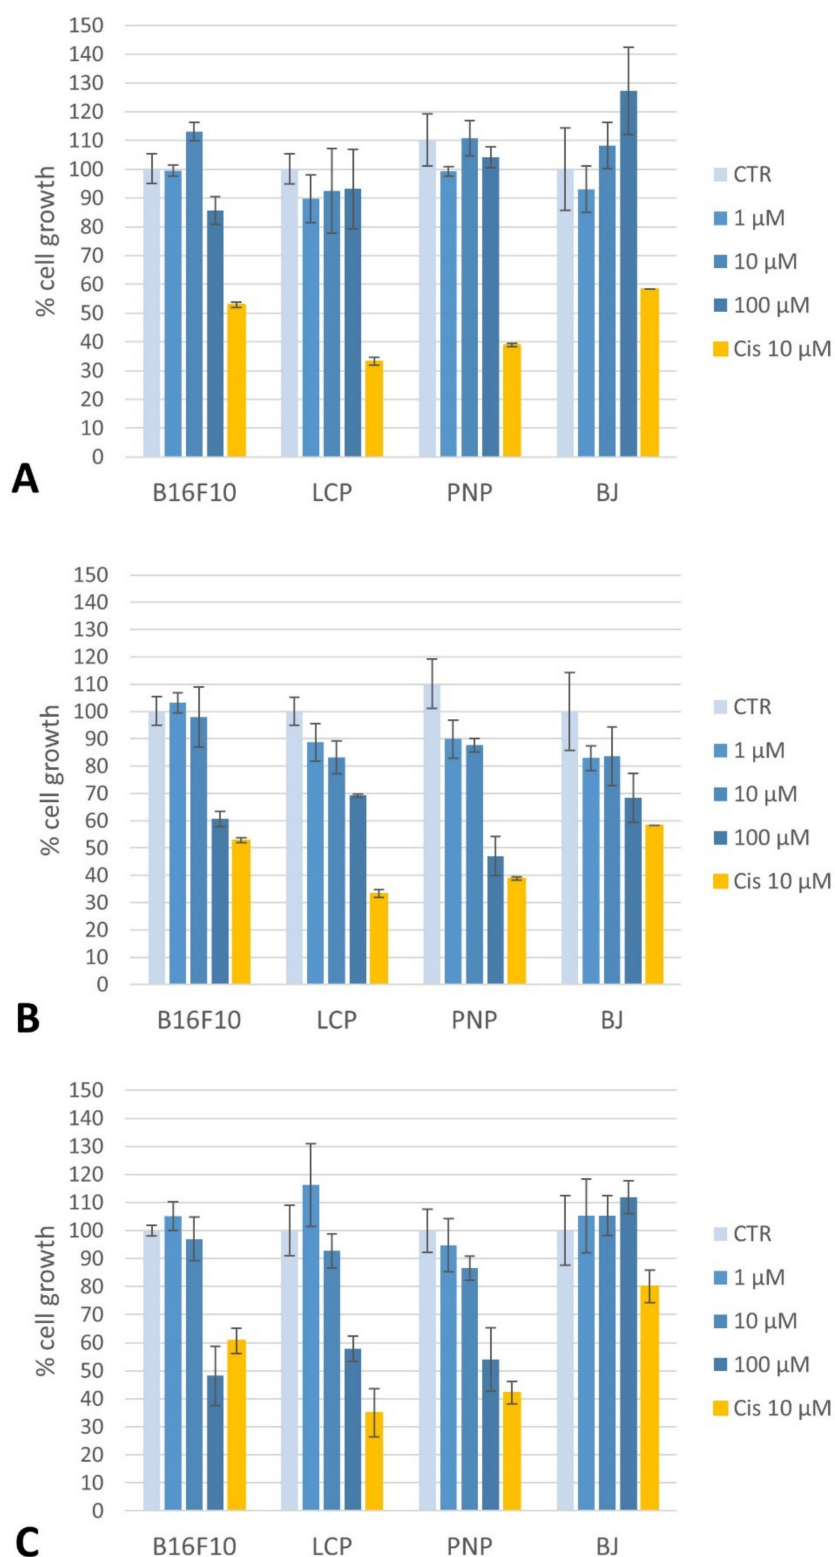 150
140
130
120
110
100
90
80
70
60
50
40
30
20
10
0
% cell growth
B16F10 LCP PNP BJ
CTR
1 µM
10 µM
100 µM
Cis 10 µM
A
150
140
130
120
110
100
90
80
70
60
50
40
30
20
10
0
% cell growth
B16F10 LCP PNP BJ
CTR
1 µM
10 µM
100 µM
Cis 10 µM
B
150
140
130
120
110
100
90
80
70
60
50
40
30
20
10
0
% cell growth
B16F10 LCP PNP BJ
CTR
1 µM
10 µM
100 µM
Cis 10 µM
C